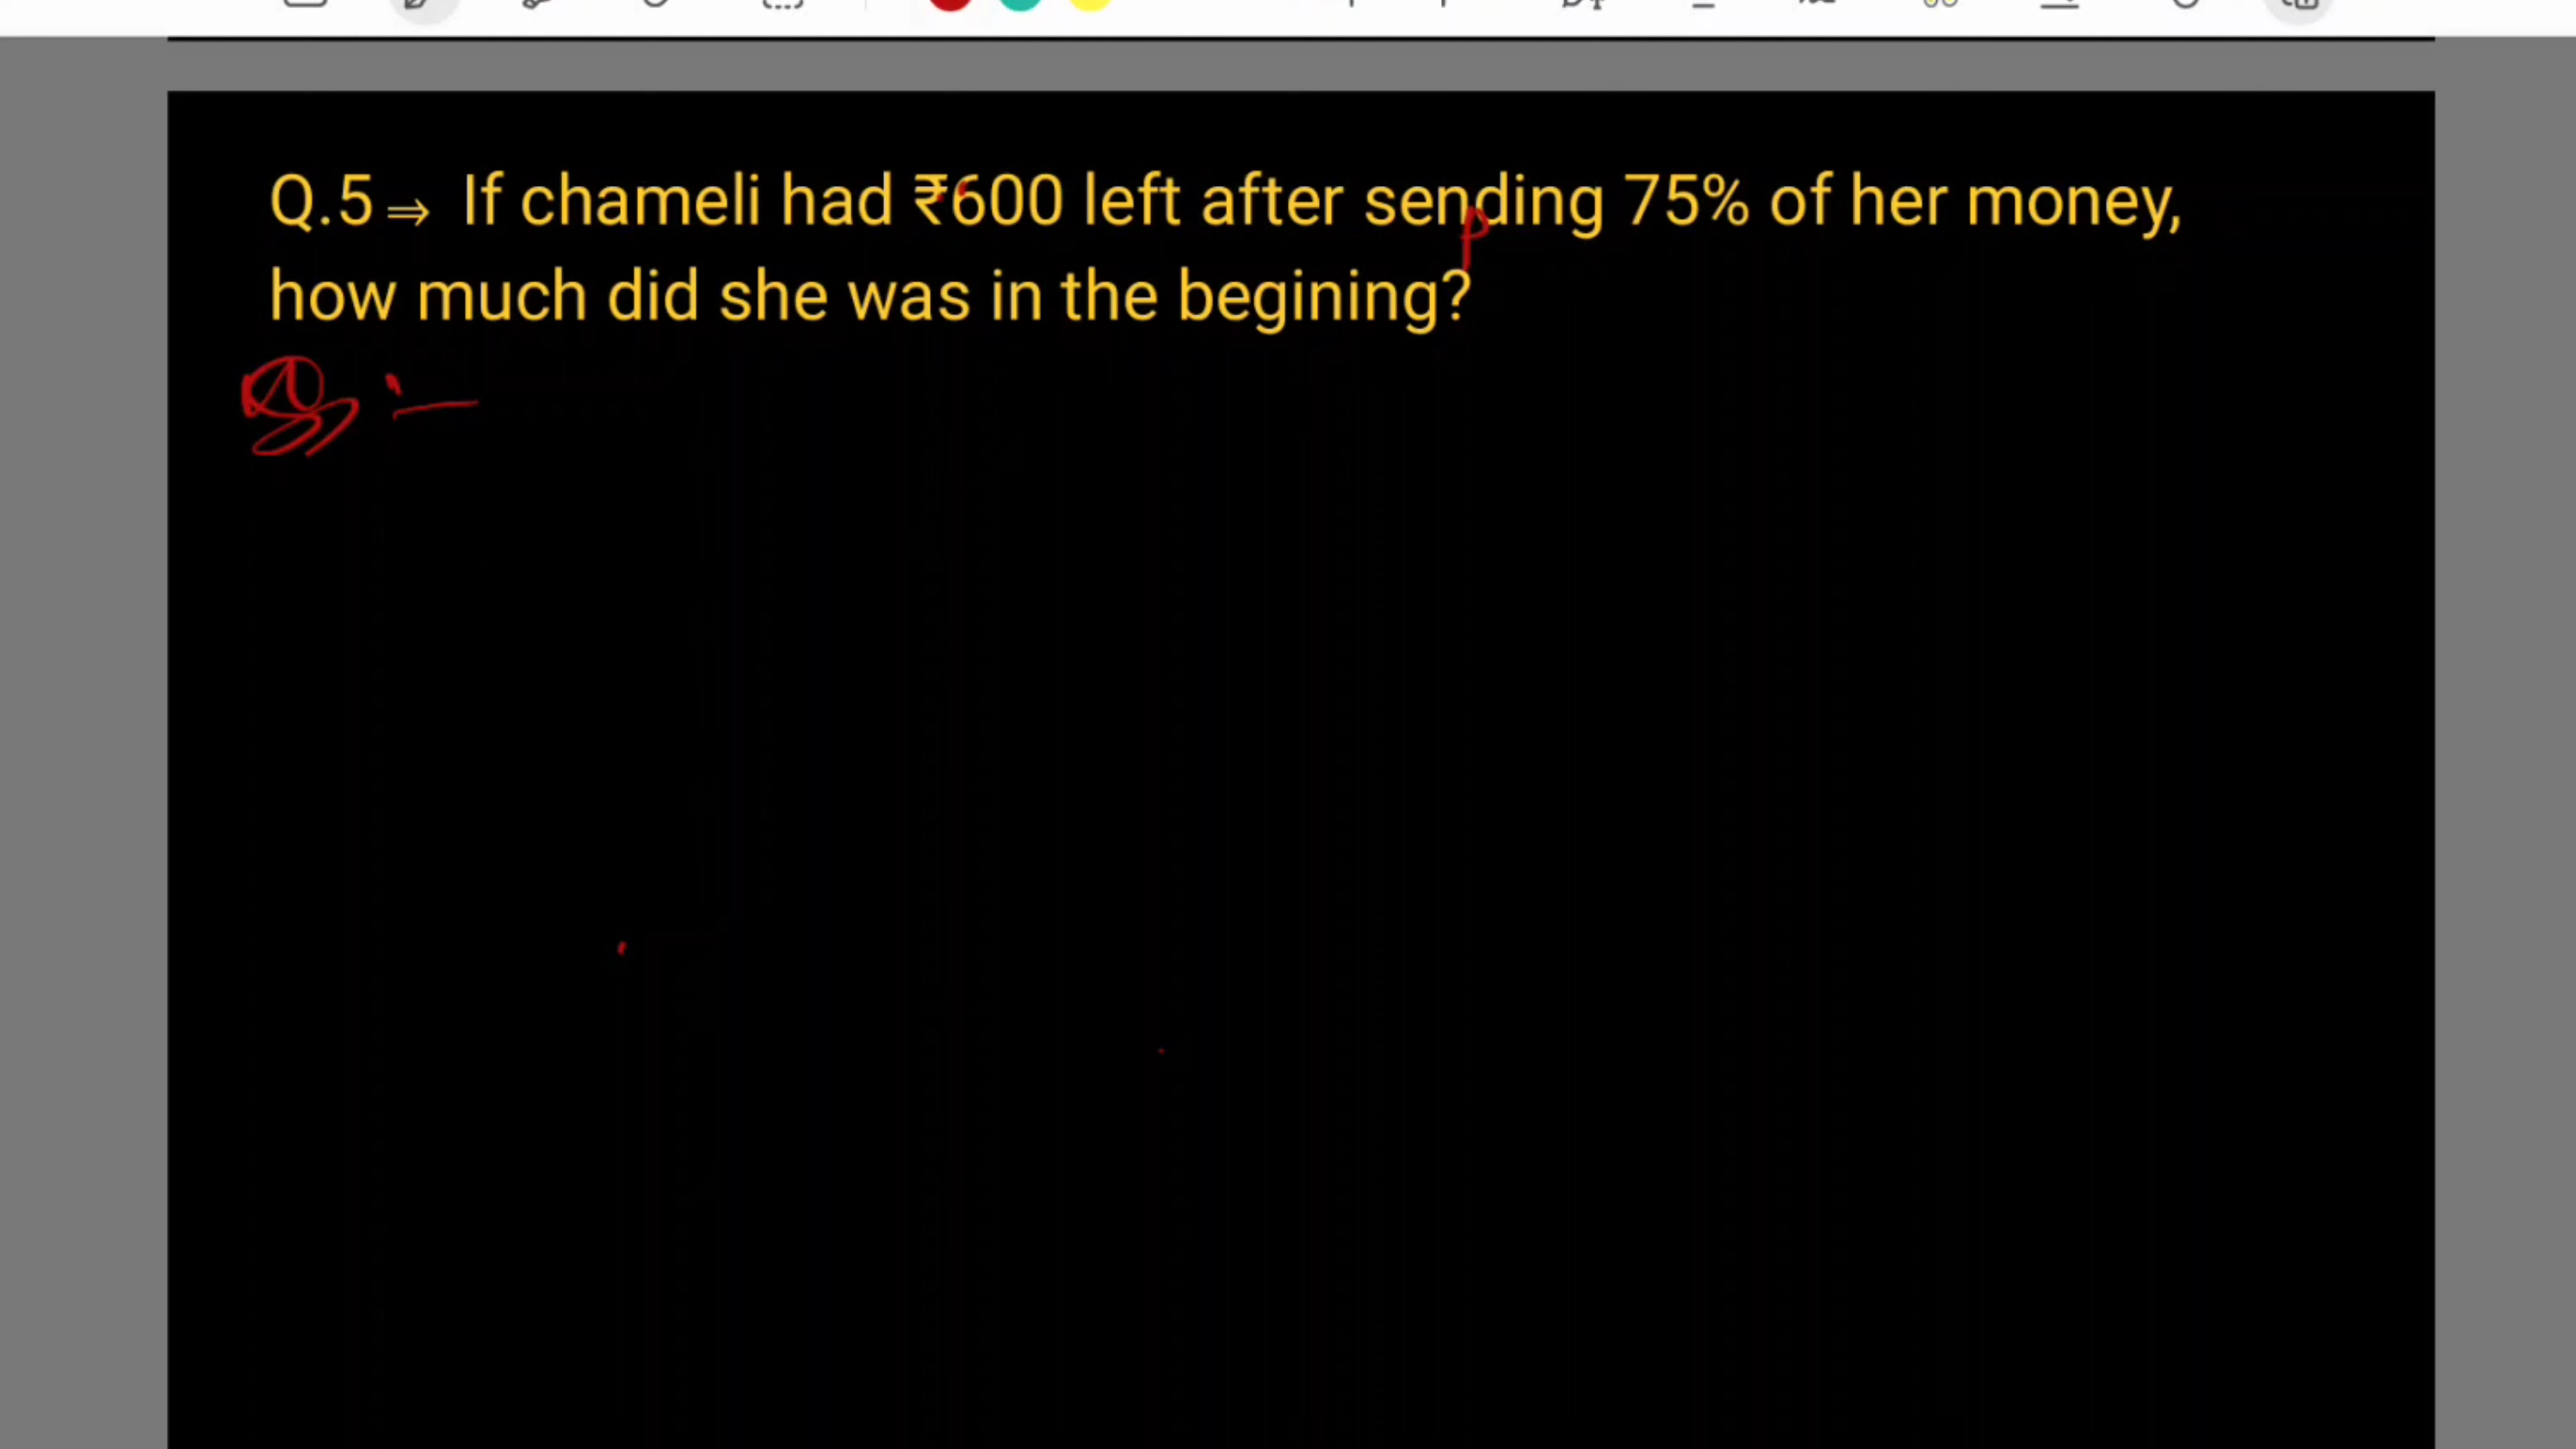 Q.5⇒ If chameli had ₹600 left after sending 75% of her money,
p
how much did she was in the begining?